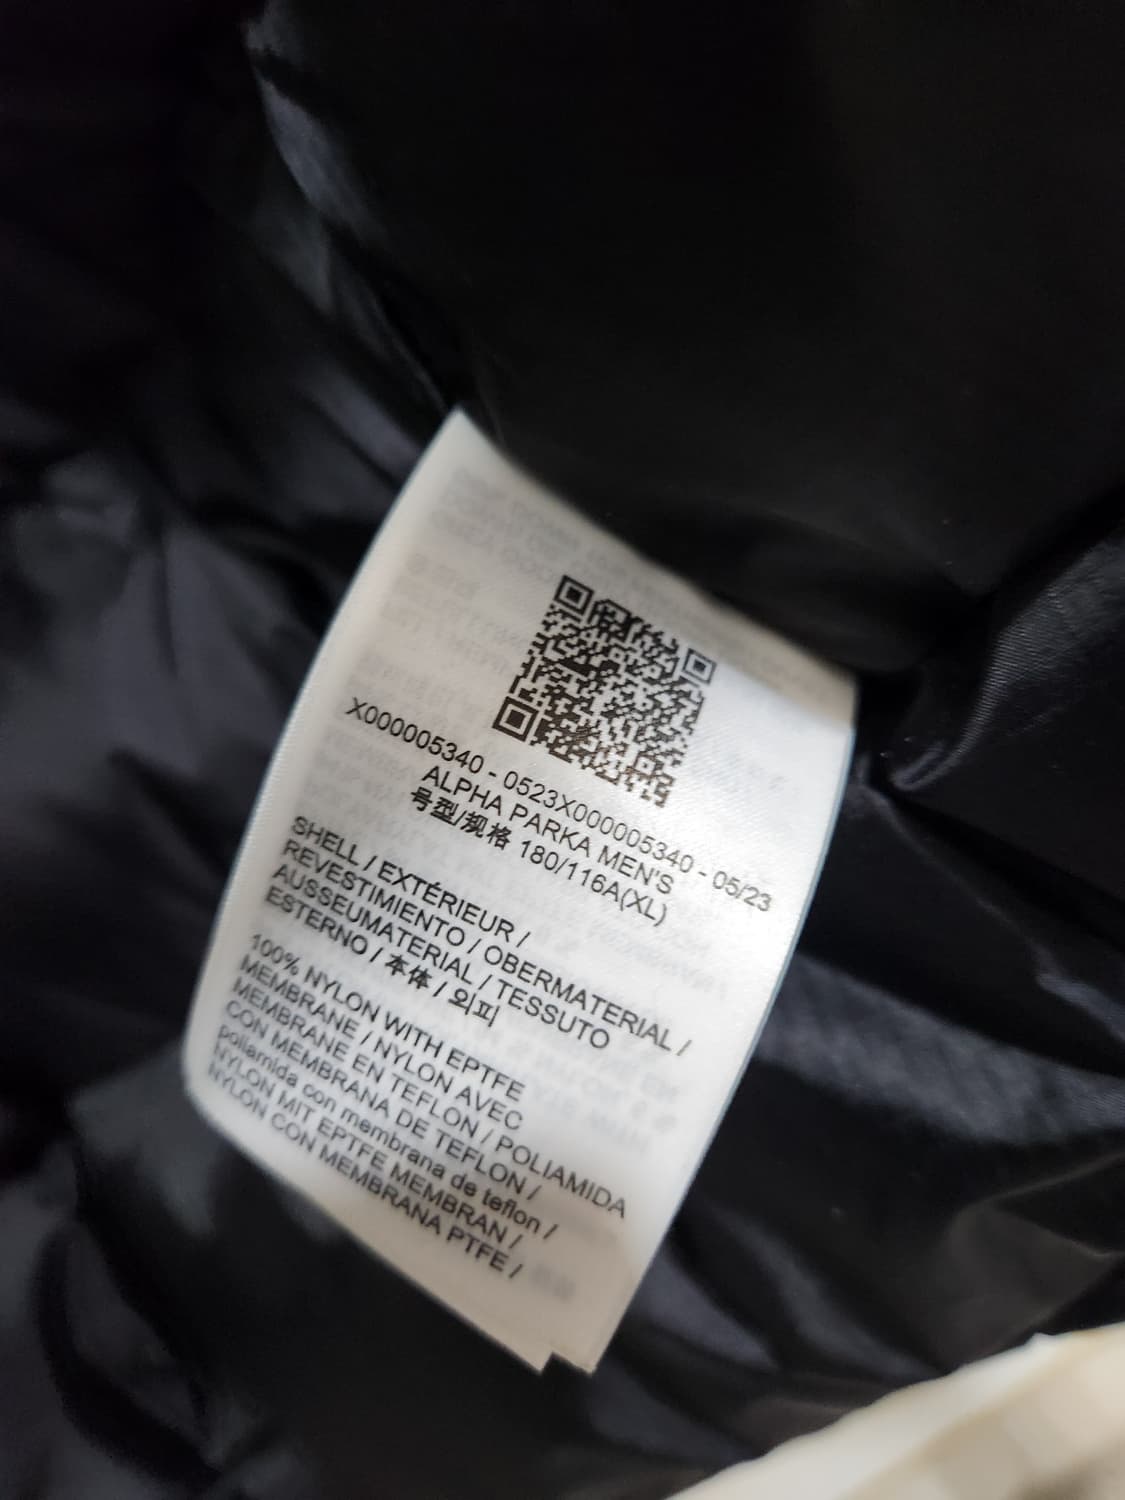 X000005340 - 0523X000005340 - 05/23
ALPHA PARKA MEN'S
号型/规格 180/116A(XL)
SHELL / EXTÉRIEUR /
REVESTIMIENTO / OBERMATERIAL /
AUSSEUMATERIAL / TESSUTO
ESTERNO / 本体 / 외피
100% NYLON WITH EPTFE
MEMBRANE / NYLON AVEC
MEMBRANE EN TEFLON / POLIAMIDA
CON MEMBRANA DE TEFLON /
poliamida con membrana de teflon /
NYLON MIT EPTFE MEMBRAN /
NYLON CON MEMBRANA PTFE /